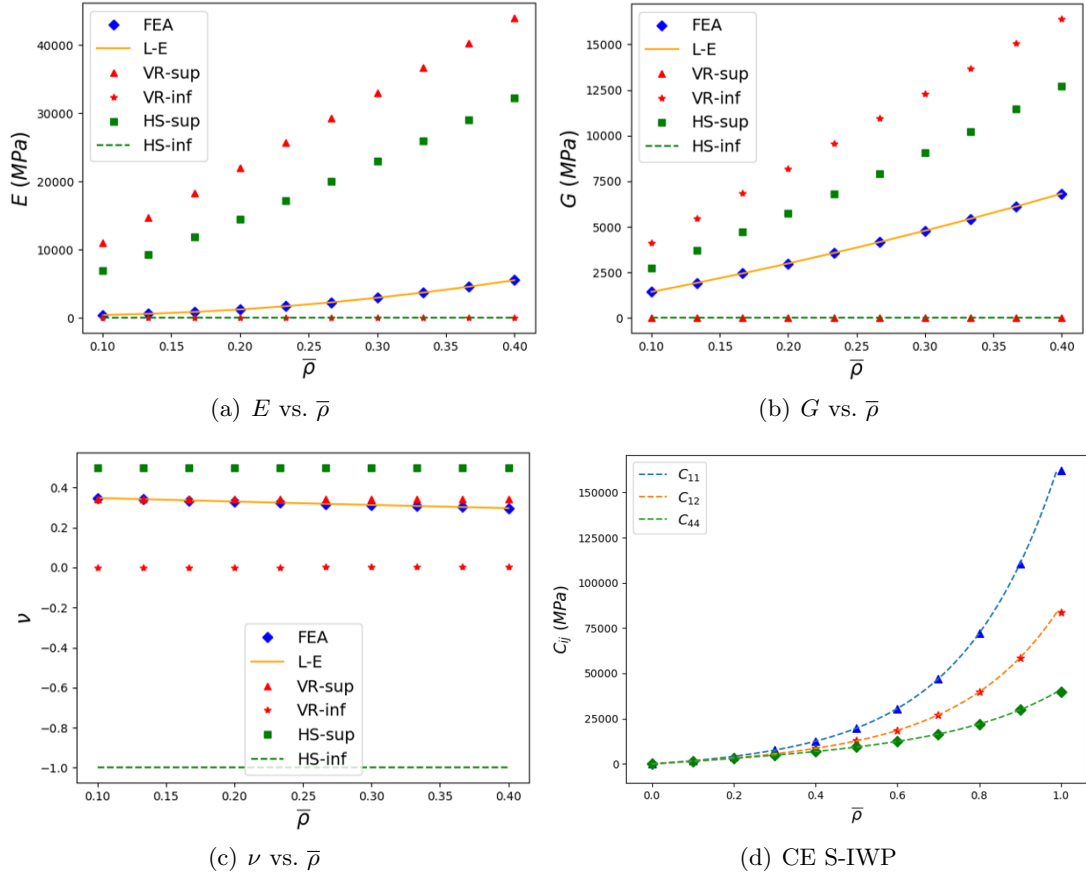 FEA
L-E
VR-sup
VR-inf
HS-sup
HS-inf
40000
30000
20000
10000
0
E (MPa)
0.10 0.15 0.20 0.25 0.30 0.35 0.40
ρ̅
(a) E vs. ρ̅
FEA
L-E
VR-sup
VR-inf
HS-sup
HS-inf
15000
12500
10000
7500
5000
2500
0
G (MPa)
0.10 0.15 0.20 0.25 0.30 0.35 0.40
ρ̅
(b) G vs. ρ̅
0.4
0.2
0.0
−0.2
−0.4
−0.6
−0.8
−1.0
ν
FEA
L-E
VR-sup
VR-inf
HS-sup
HS-inf
0.10 0.15 0.20 0.25 0.30 0.35 0.40
ρ̅
(c) ν vs. ρ̅
C₁₁
C₁₂
C₄₄
150000
125000
100000
75000
50000
25000
0
Cᵢⱼ (MPa)
0.0 0.2 0.4 0.6 0.8 1.0
ρ̅
(d) CE S-IWP